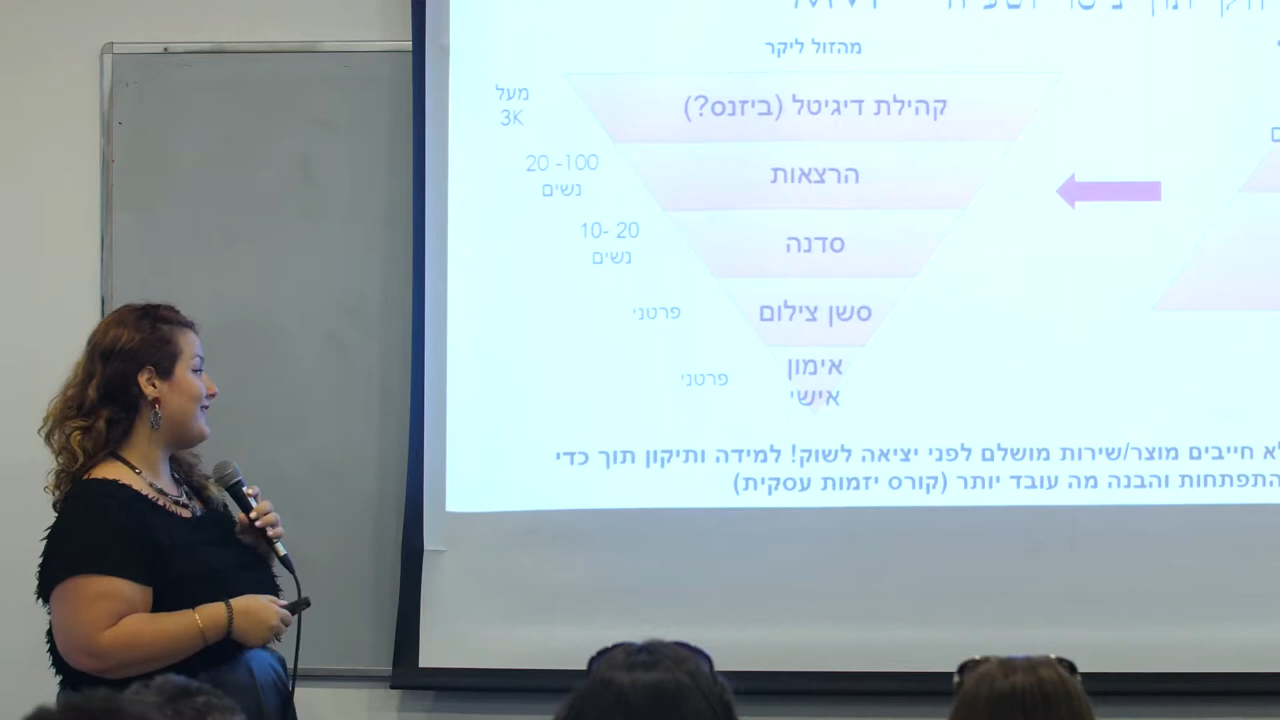 MVP
מהזול ליקר
קהילת דיגיטל (ביזנס?)
מעל
3K
הרצאות
20 -100
נשים
סדנה
10- 20
נשים
סשן צילום
פרטני
אימון
אישי
פרטני
לא חייבים מוצר/שירות מושלם לפני יציאה לשוק! למידה ותיקון תוך כדי
התפתחות והבנה מה עובד יותר (קורס יזמות עסקית)